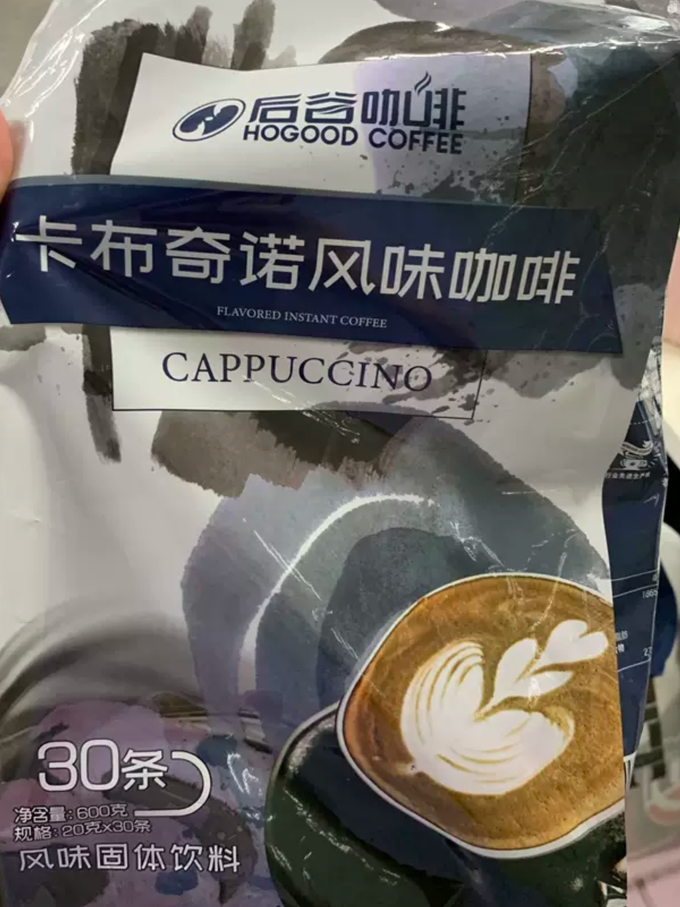 后谷咖啡
HOGOOD COFFEE
卡布奇诺风味咖啡
FLAVORED INSTANT COFFEE
CAPPUCCINO
30条
净含量:600克
规格:20克x30条
风味固体饮料